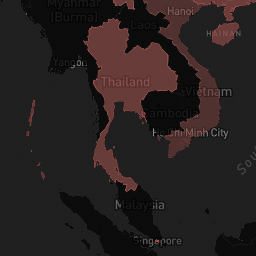 Myanmar
(Burma)
Hanoi
Laos
HAINAN
Yangon
Thailand
Vietnam
Cambodia
Ho Chi Minh City
Malaysia
Singapore